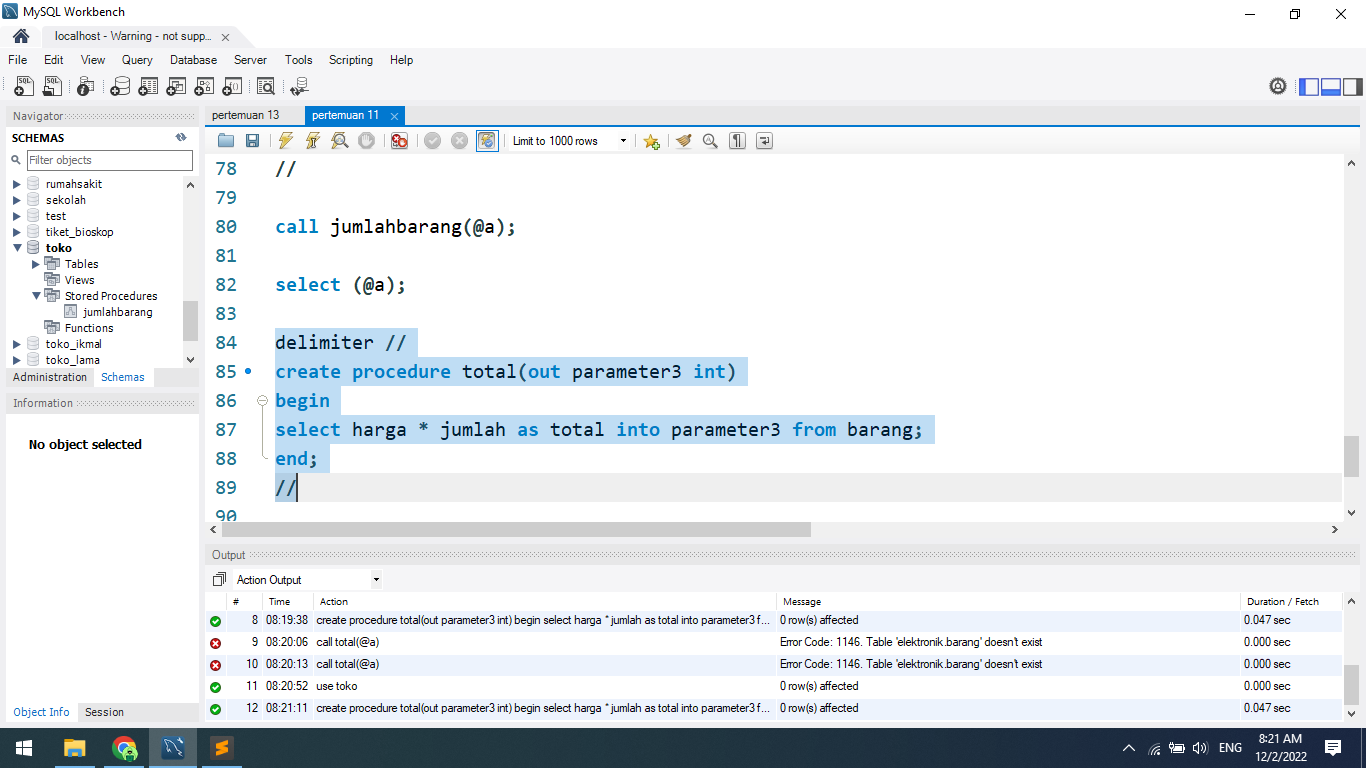 MySQL Workbench
localhost - Warning - not supp...
File Edit View Query Database Server Tools Scripting Help
Navigator
SCHEMAS
Filter objects
rumahsakit
sekolah
test
tiket_bioskop
toko
Tables
Views
Stored Procedures
jumlahbarang
Functions
toko_ikmal
toko_lama
Administration Schemas
Information
No object selected
Object Info Session
pertemuan 13 pertemuan 11
Limit to 1000 rows
78 //
79
80 call jumlahbarang(@a);
81
82 select (@a);
83
84 delimiter //
85 create procedure total(out parameter3 int)
86 begin
87 select harga * jumlah as total into parameter3 from barang;
88 end;
89 //
90
Output
Action Output
# Time Action Message Duration / Fetch
8 08:19:38 create procedure total(out parameter3 int) begin select harga * jumlah as total into parameter3 f... 0 row(s) affected 0.047 sec
9 08:20:06 call total(@a) Error Code: 1146. Table 'elektronik.barang' doesn't exist 0.000 sec
10 08:20:13 call total(@a) Error Code: 1146. Table 'elektronik.barang' doesn't exist 0.000 sec
11 08:20:52 use toko 0 row(s) affected 0.000 sec
12 08:21:11 create procedure total(out parameter3 int) begin select harga * jumlah as total into parameter3 f... 0 row(s) affected 0.047 sec
ENG
8:21 AM
12/2/2022